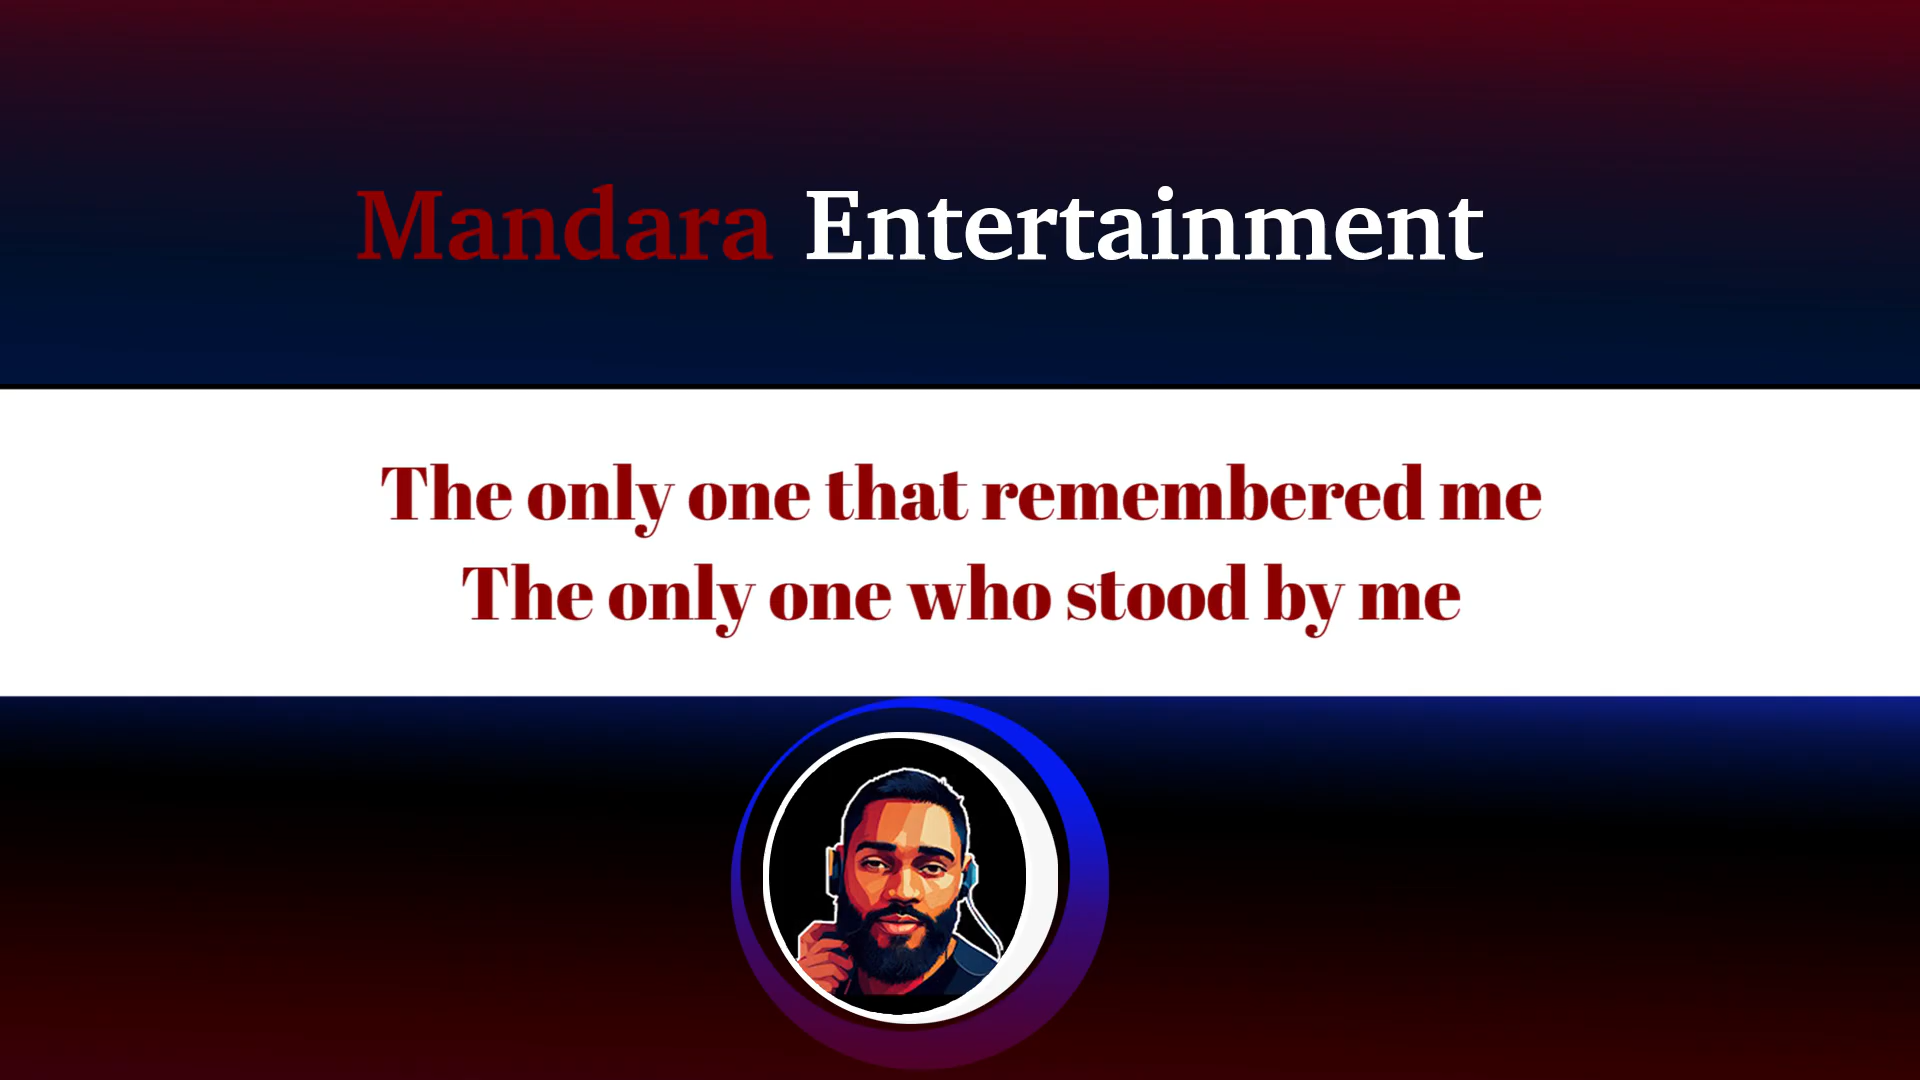 Mandara Entertainment
The only one that remembered me
The only one who stood by me